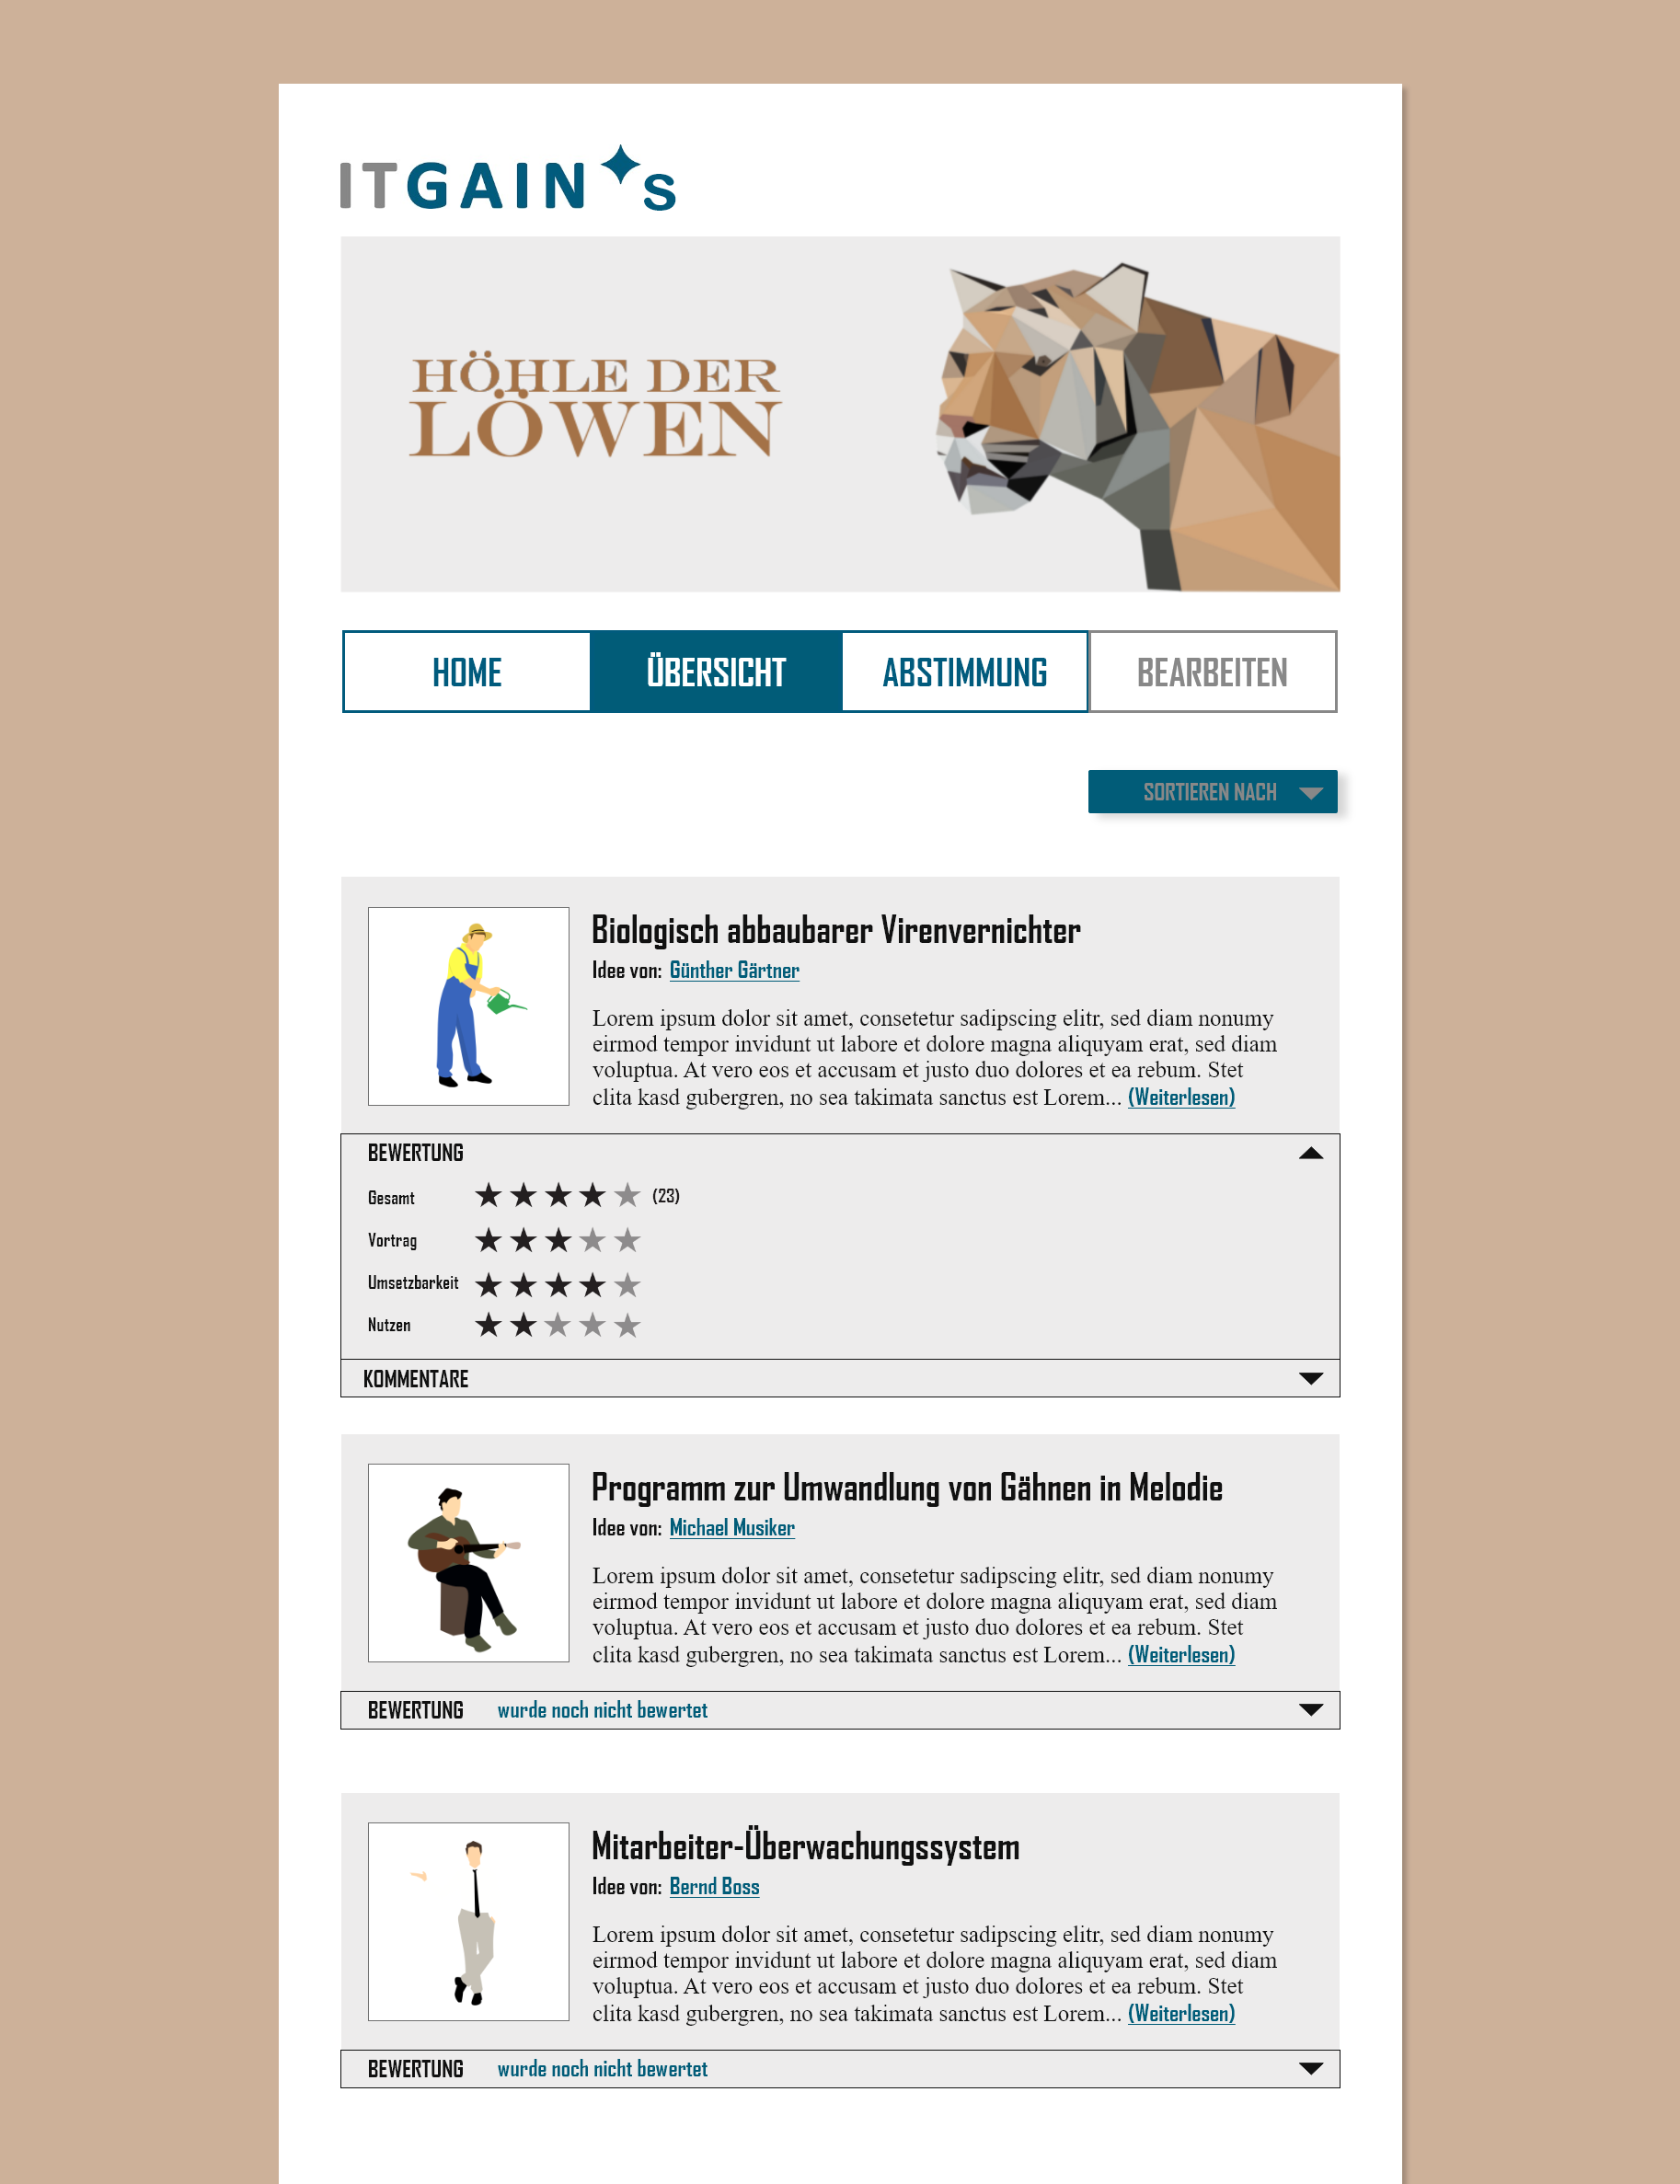 ITGAIN's
HÖHLE DER
LÖWEN
HOME ÜBERSICHT ABSTIMMUNG BEARBEITEN
SORTIEREN NACH
Biologisch abbaubarer Virenvernichter
Idee von: Günther Gärtner
Lorem ipsum dolor sit amet, consetetur sadipscing elitr, sed diam nonumy
eirmod tempor invidunt ut labore et dolore magna aliquyam erat, sed diam
voluptua. At vero eos et accusam et justo duo dolores et ea rebum. Stet
clita kasd gubergren, no sea takimata sanctus est Lorem... (Weiterlesen)
BEWERTUNG
Gesamt (23)
Vortrag
Umsetzbarkeit
Nutzen
KOMMENTARE
Programm zur Umwandlung von Gähnen in Melodie
Idee von: Michael Musiker
Lorem ipsum dolor sit amet, consetetur sadipscing elitr, sed diam nonumy
eirmod tempor invidunt ut labore et dolore magna aliquyam erat, sed diam
voluptua. At vero eos et accusam et justo duo dolores et ea rebum. Stet
clita kasd gubergren, no sea takimata sanctus est Lorem... (Weiterlesen)
BEWERTUNG wurde noch nicht bewertet
Mitarbeiter-Überwachungssystem
Idee von: Bernd Boss
Lorem ipsum dolor sit amet, consetetur sadipscing elitr, sed diam nonumy
eirmod tempor invidunt ut labore et dolore magna aliquyam erat, sed diam
voluptua. At vero eos et accusam et justo duo dolores et ea rebum. Stet
clita kasd gubergren, no sea takimata sanctus est Lorem... (Weiterlesen)
BEWERTUNG wurde noch nicht bewertet